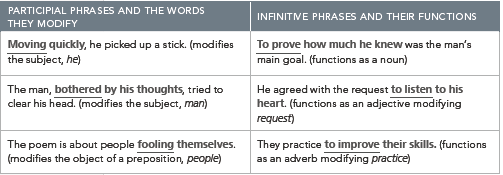 PARTICIPIAL PHRASES AND THE WORDS
THEY MODIFY
INFINITIVE PHRASES AND THEIR FUNCTIONS
Moving quickly, he picked up a stick. (modifies
the subject, he)
To prove how much he knew was the man's
main goal. (functions as a noun)
The man, bothered by his thoughts, tried to
clear his head. (modifies the subject, man)
He agreed with the request to listen to his
heart. (functions as an adjective modifying
request)
The poem is about people fooling themselves.
(modifies the object of a preposition, people)
They practice to improve their skills. (functions
as an adverb modifying practice)